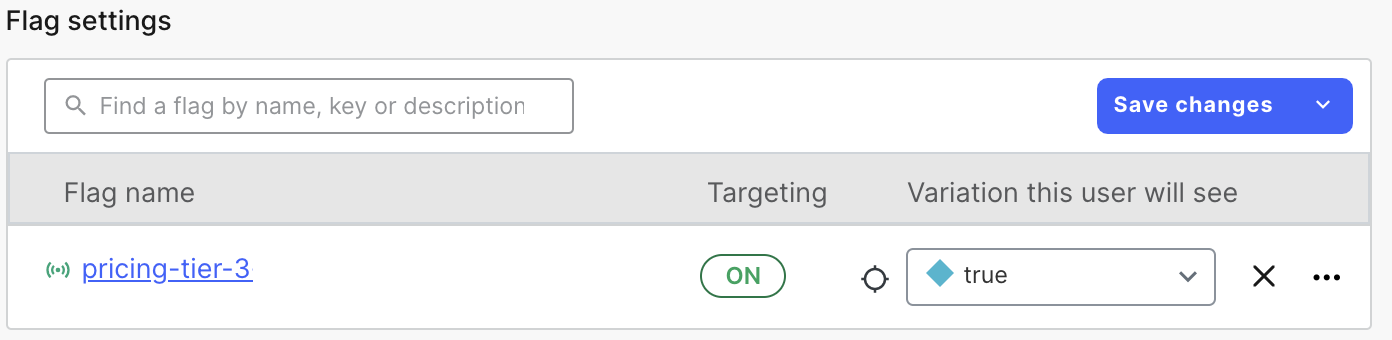 Flag settings
Find a flag by name, key or description
Save changes
Flag name Targeting Variation this user will see
pricing-tier-3
ON
true